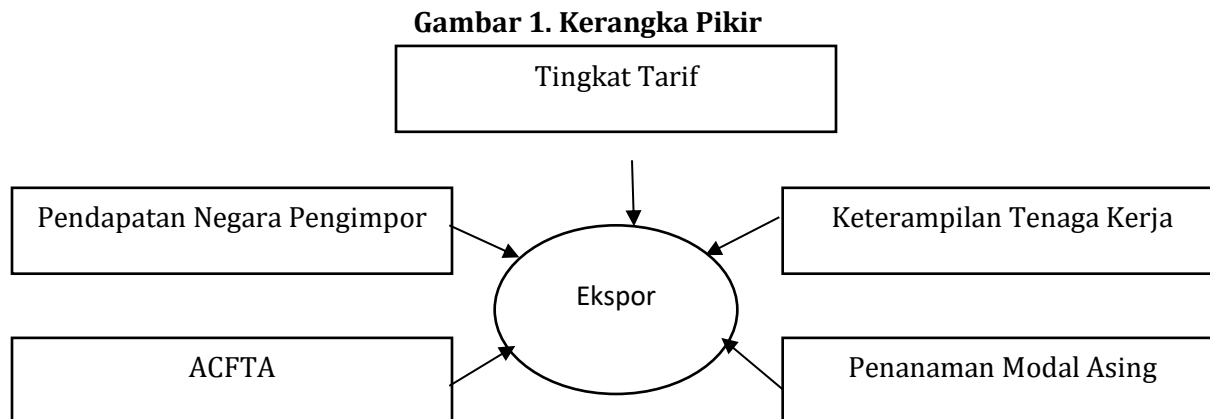 Gambar 1. Kerangka Pikir
Tingkat Tarif
Pendapatan Negara Pengimpor
Keterampilan Tenaga Kerja
Ekspor
ACFTA
Penanaman Modal Asing